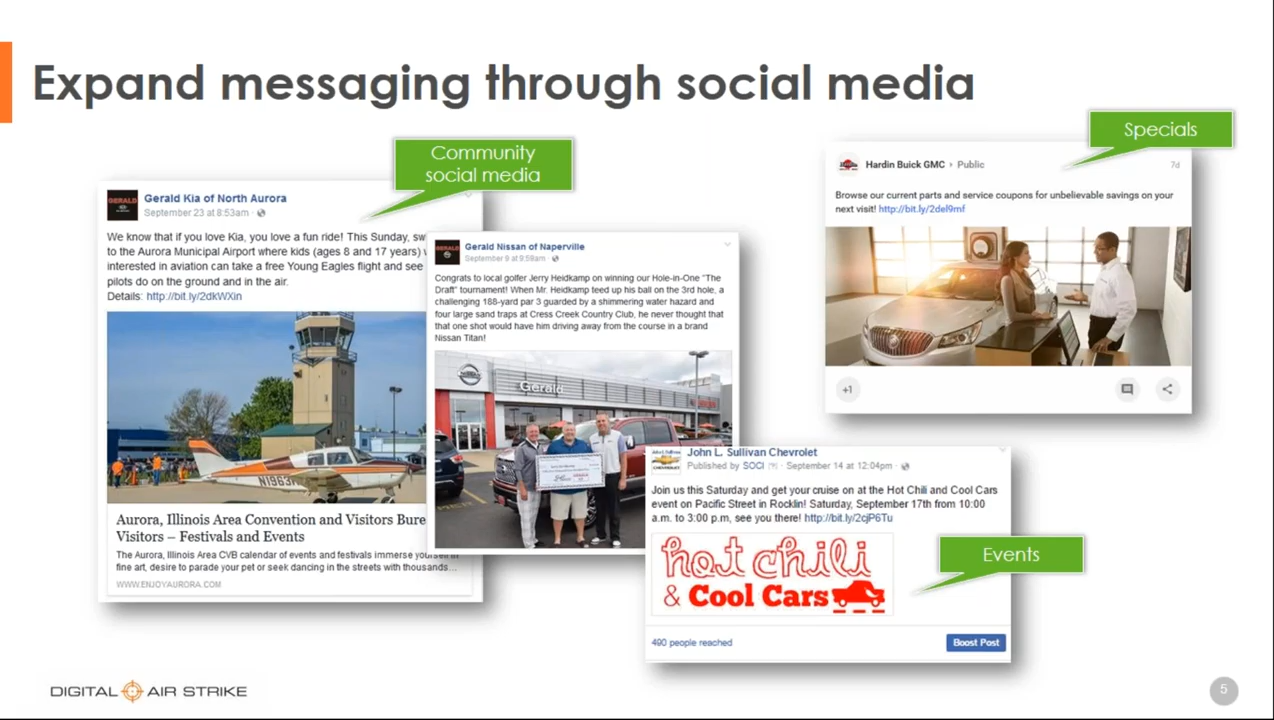 Expand messaging through social media
Community
social media
Specials
Gerald Kia of North Aurora
September 23 at 8:53am
We know that if you love Kia, you love a fun ride! This Sunday, sw
to the Aurora Municipal Airport where kids (ages 8 and 17 years)
interested in aviation can take a free Young Eagles flight and see
pilots do on the ground and in the air.
Details: http://bit.ly/2dkWXin
N1963
Aurora, Illinois Area Convention and Visitors Bure
Visitors – Festivals and Events
The Aurora, Illinois Area CVB calendar of events and festivals immerse yourself in
fine art, desire to parade your pet or seek dancing in the streets with thousands...
WWW.ENJOYAURORA.COM
GERALD
Gerald Nissan of Naperville
September 9 at 9:59am
Congrats to local golfer Jerry Heidkamp on winning our Hole-in-One "The
Draft" tournament! When Mr. Heidkamp teed up his ball on the 3rd hole, a
challenging 188-yard par 3 guarded by a shimmering water hazard and
four large sand traps at Cress Creek Country Club, he never thought that
that one shot would have him driving away from the course in a brand
Nissan Titan!
Gerald
Hardin Buick GMC › Public
7d
Browse our current parts and service coupons for unbelievable savings on your
next visit! http://bit.ly/2del9mf
+1
John L. Sullivan Chevrolet
Published by SOCi [?] · September 14 at 12:04pm
Join us this Saturday and get your cruise on at the Hot Chili and Cool Cars
event on Pacific Street in Rocklin! Saturday, September 17th from 10:00
a.m. to 3:00 p.m, see you there! http://bit.ly/2cjP6Tu
hot chili
& Cool Cars
490 people reached
Boost Post
Events
DIGITAL AIR STRIKE
5